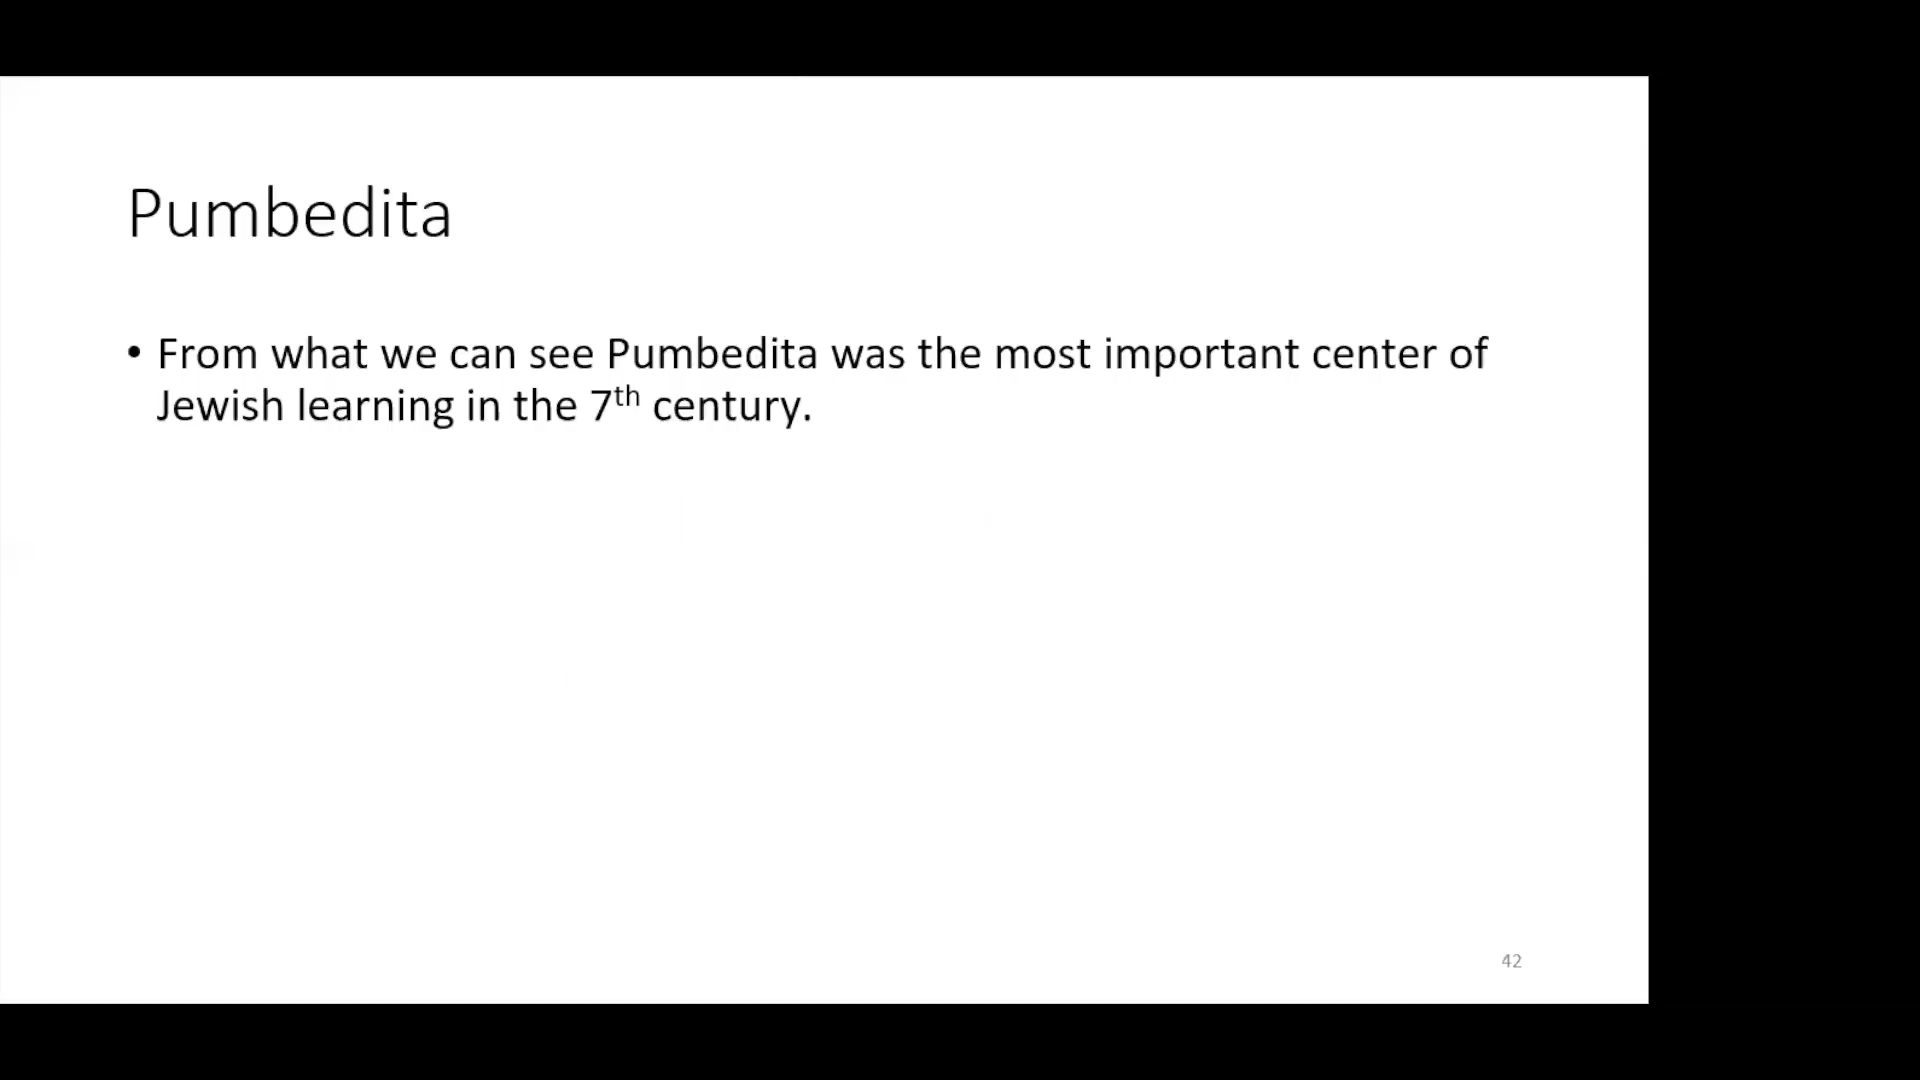 Pumbedita
• From what we can see Pumbedita was the most important center of
Jewish learning in the 7th century.
42